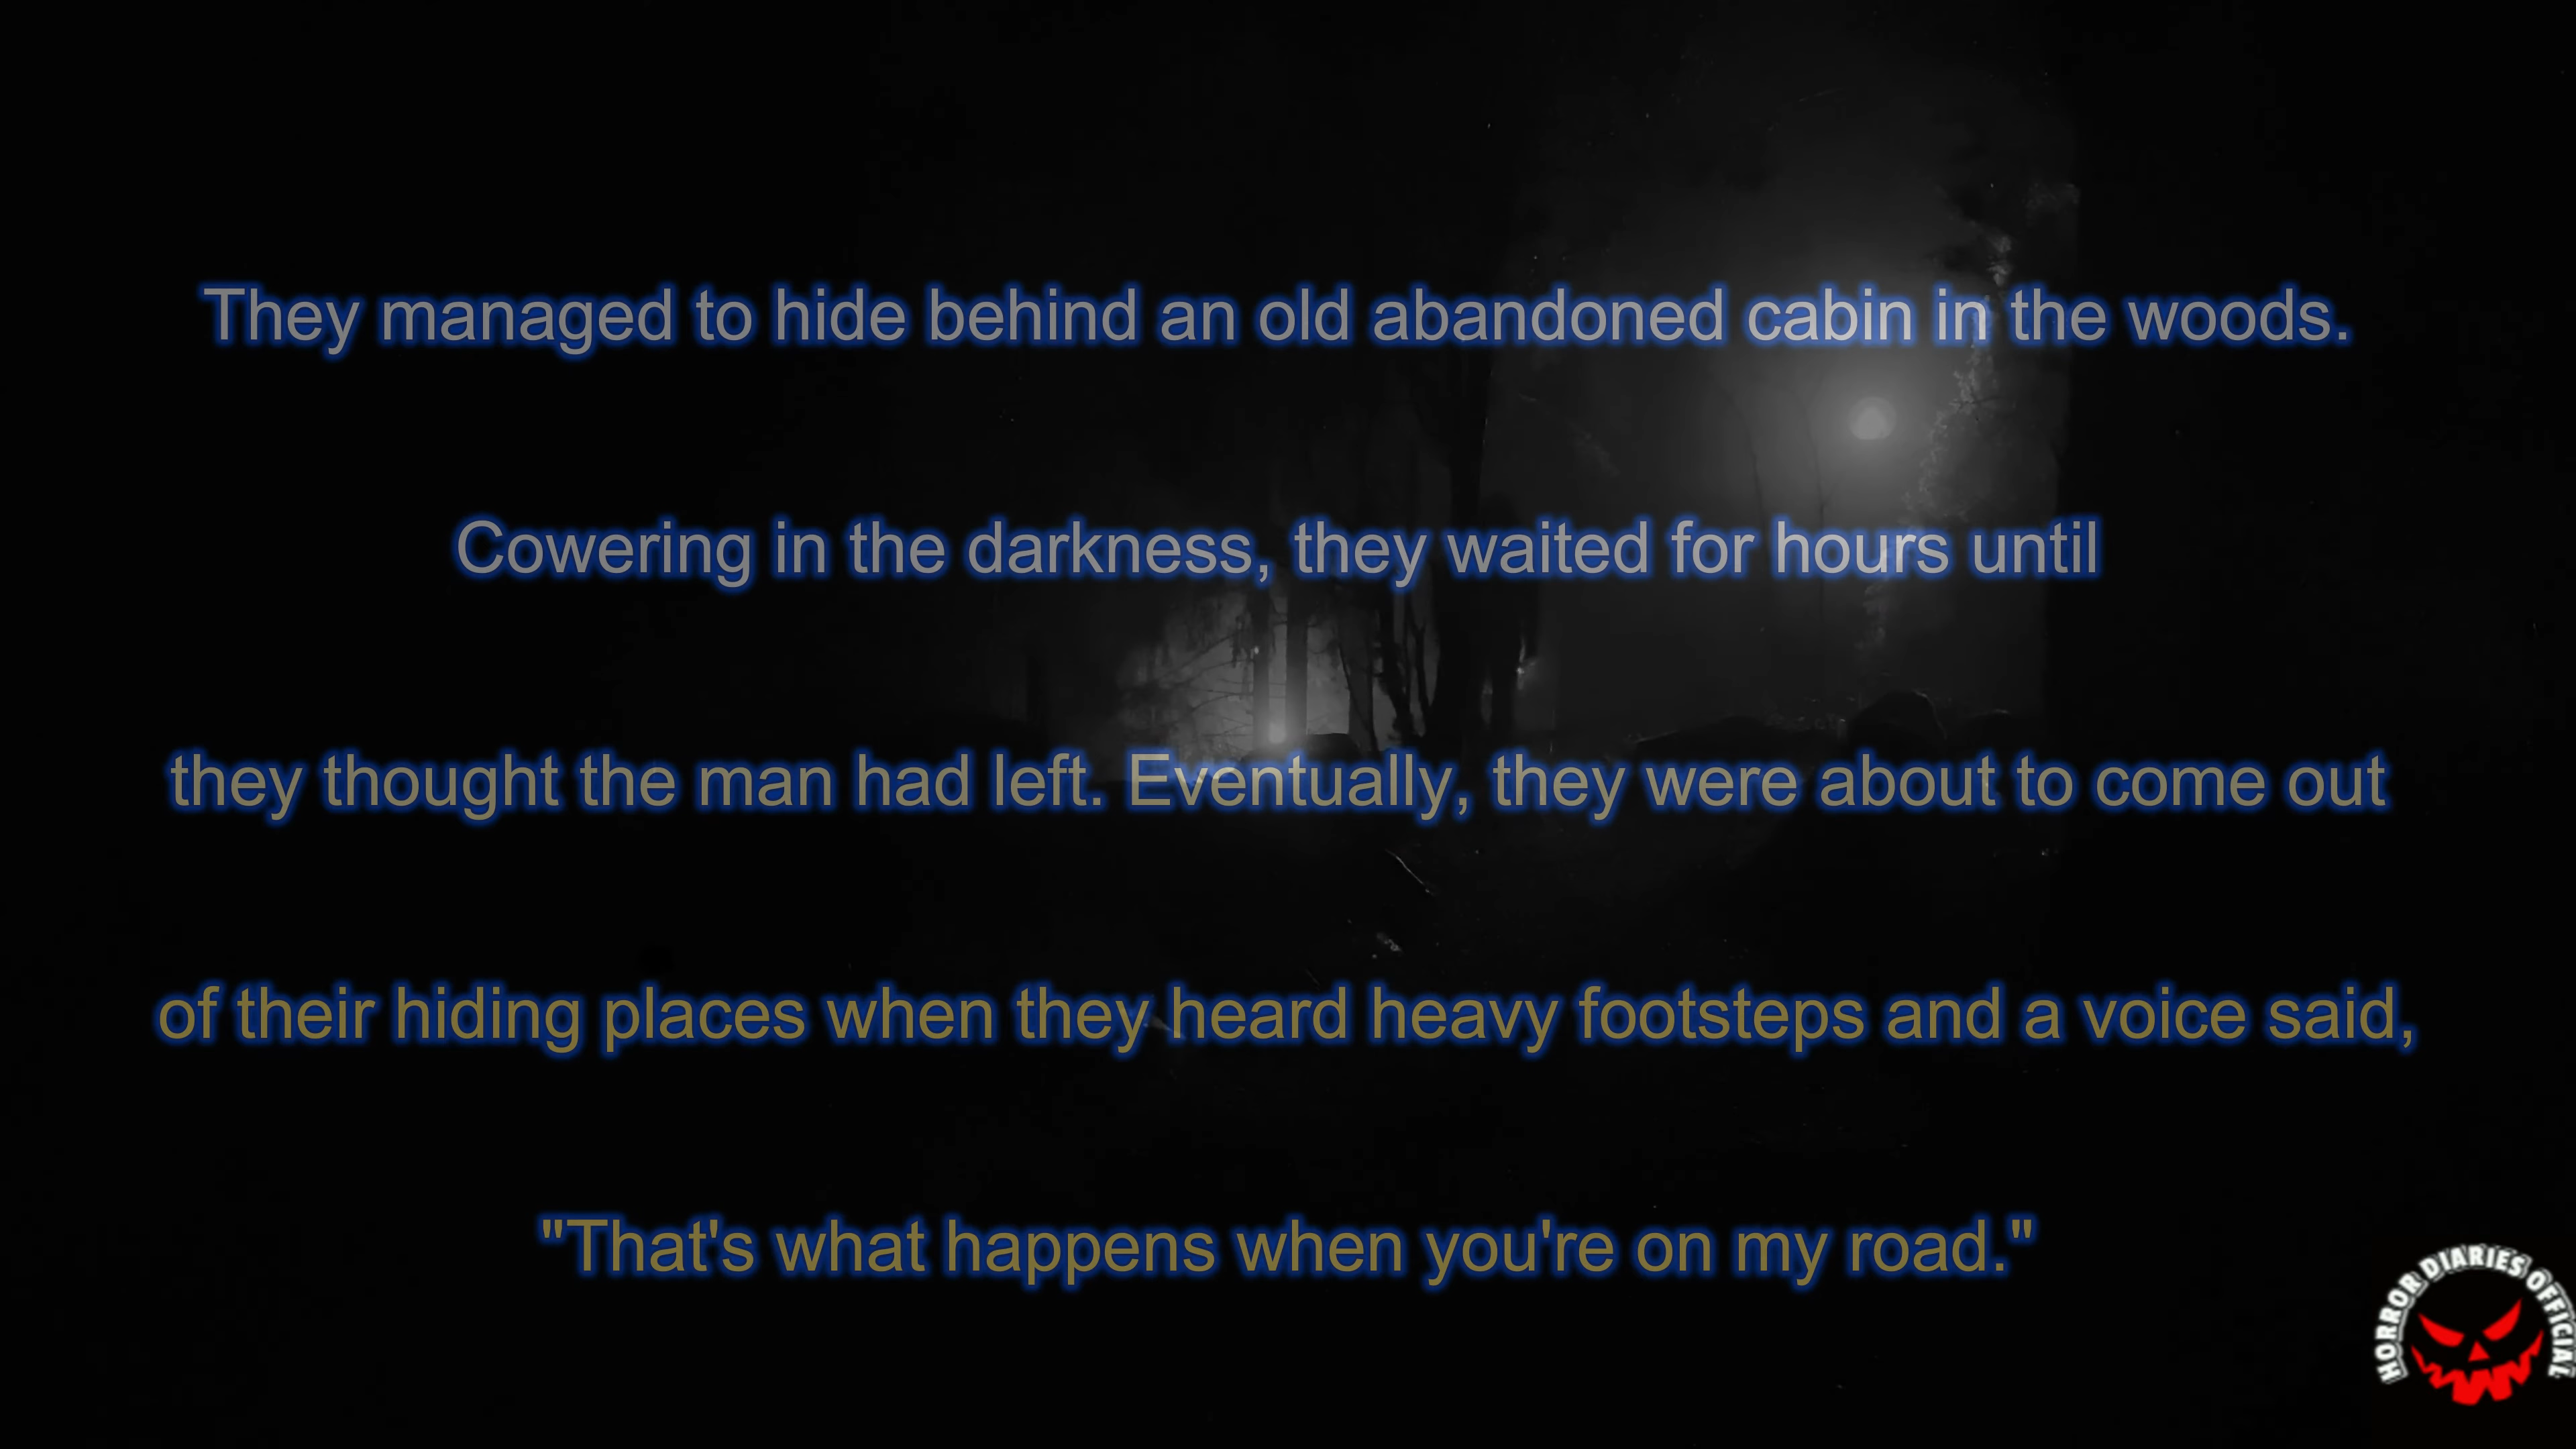 They managed to hide behind an old abandoned cabin in the woods.
Cowering in the darkness, they waited for hours until
they thought the man had left. Eventually, they were about to come out
of their hiding places when they heard heavy footsteps and a voice said,
"That's what happens when you're on my road."
HORROR DIARIES OFFICIAL